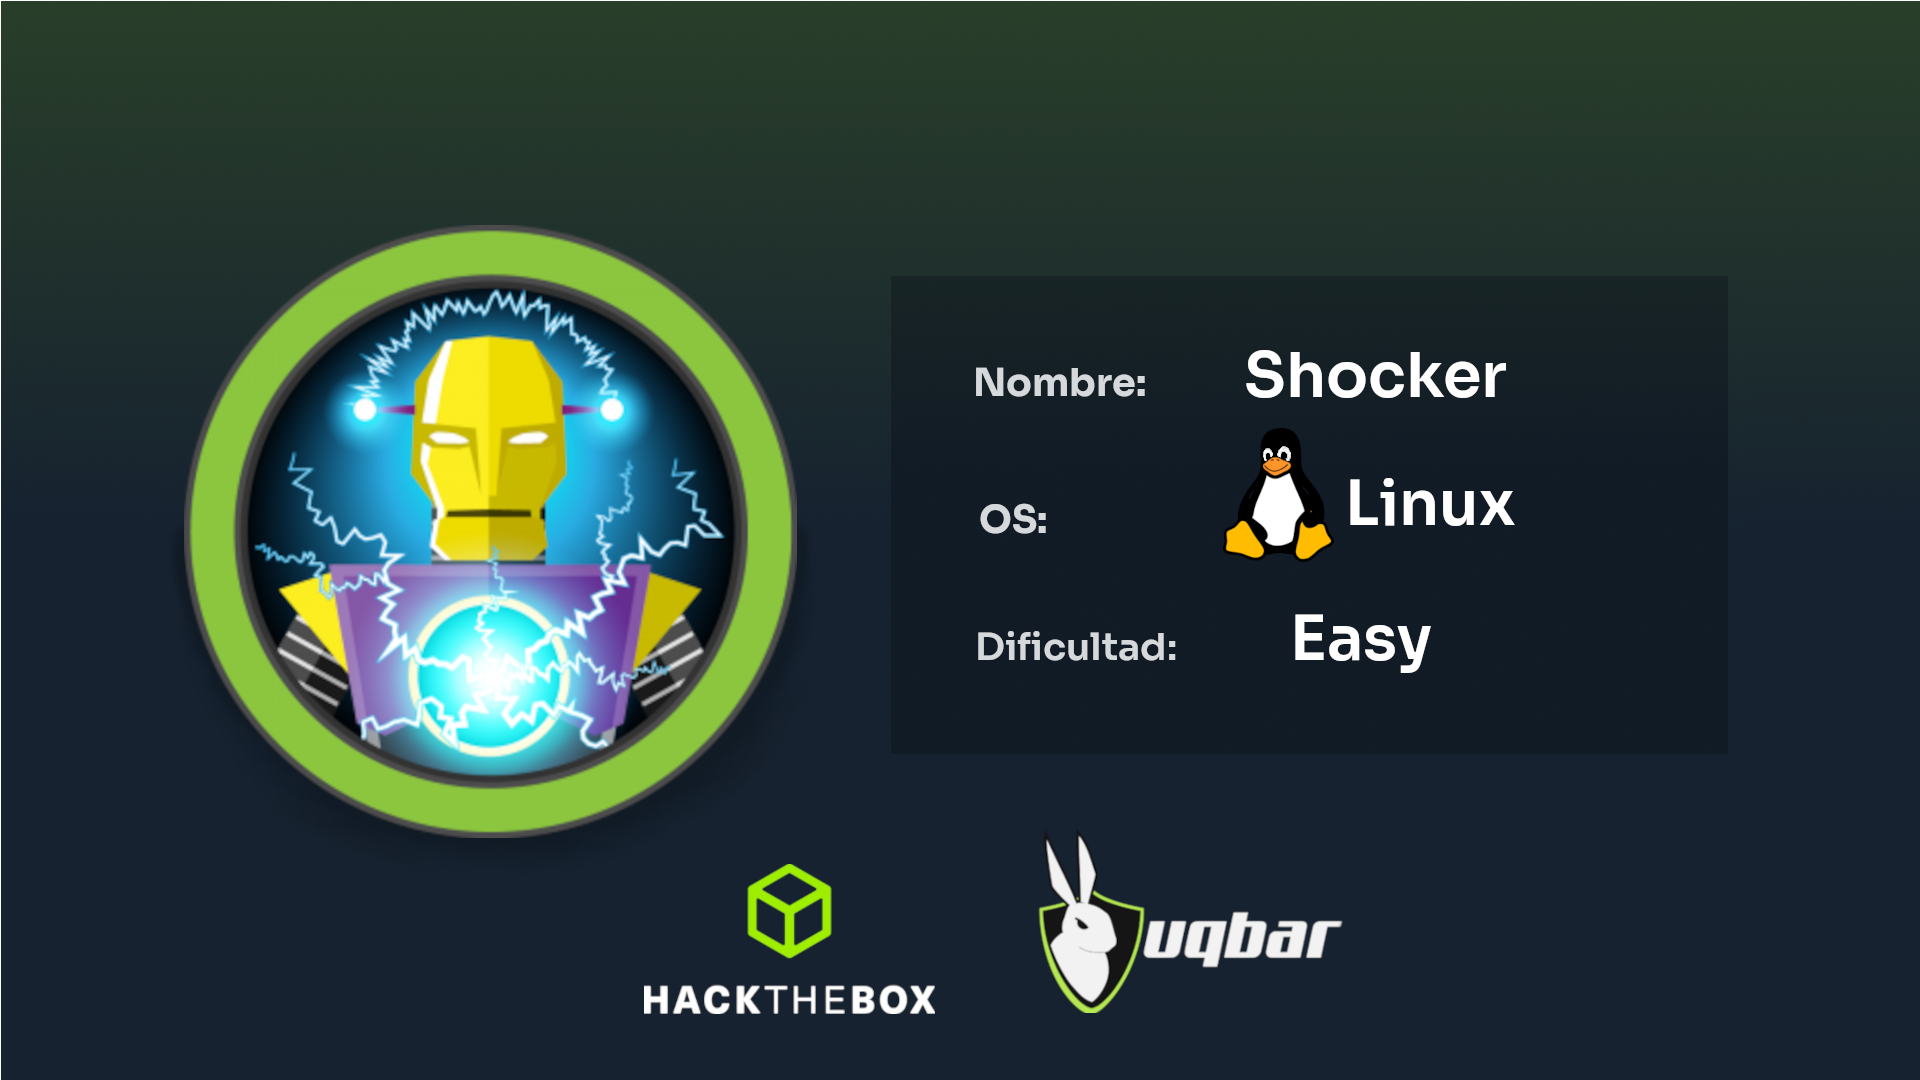 Nombre: Shocker
OS: Linux
Dificultad: Easy
HACKTHEBOX
uqbar